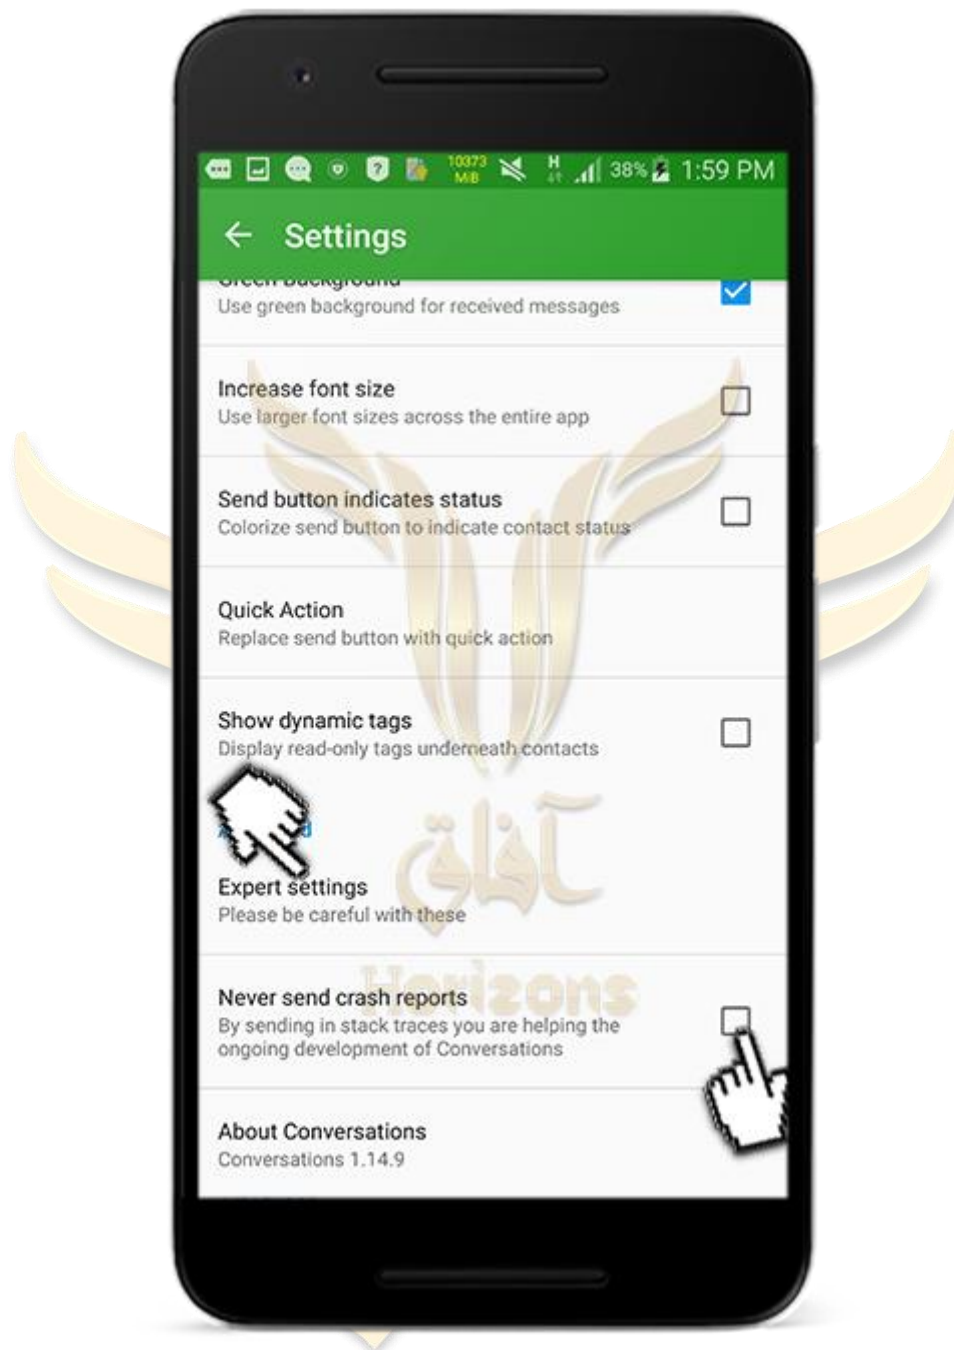 10373
MiB
H
38%
1:59 PM
Settings
Green Background
Use green background for received messages
Increase font size
Use larger font sizes across the entire app
Send button indicates status
Colorize send button to indicate contact status
Quick Action
Replace send button with quick action
Show dynamic tags
Display read-only tags underneath contacts
آفاق
Expert settings
Please be careful with these
Horizons
Never send crash reports
By sending in stack traces you are helping the
ongoing development of Conversations
About Conversations
Conversations 1.14.9